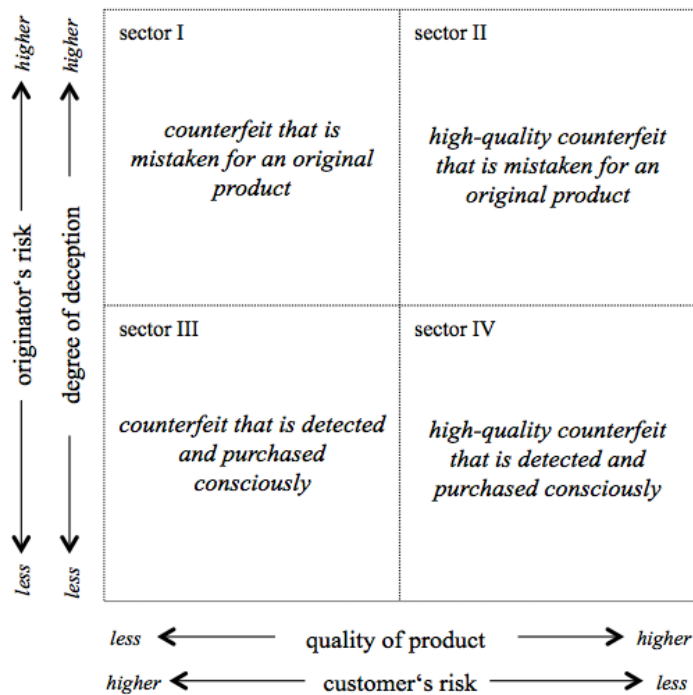 higher
higher
originator‘s risk
degree of deception
less
less
sector I
counterfeit that is
mistaken for an original
product
sector II
high-quality counterfeit
that is mistaken for an
original product
sector III
counterfeit that is detected
and purchased
consciously
sector IV
high-quality counterfeit
that is detected and
purchased consciously
less quality of product higher
higher customer‘s risk less